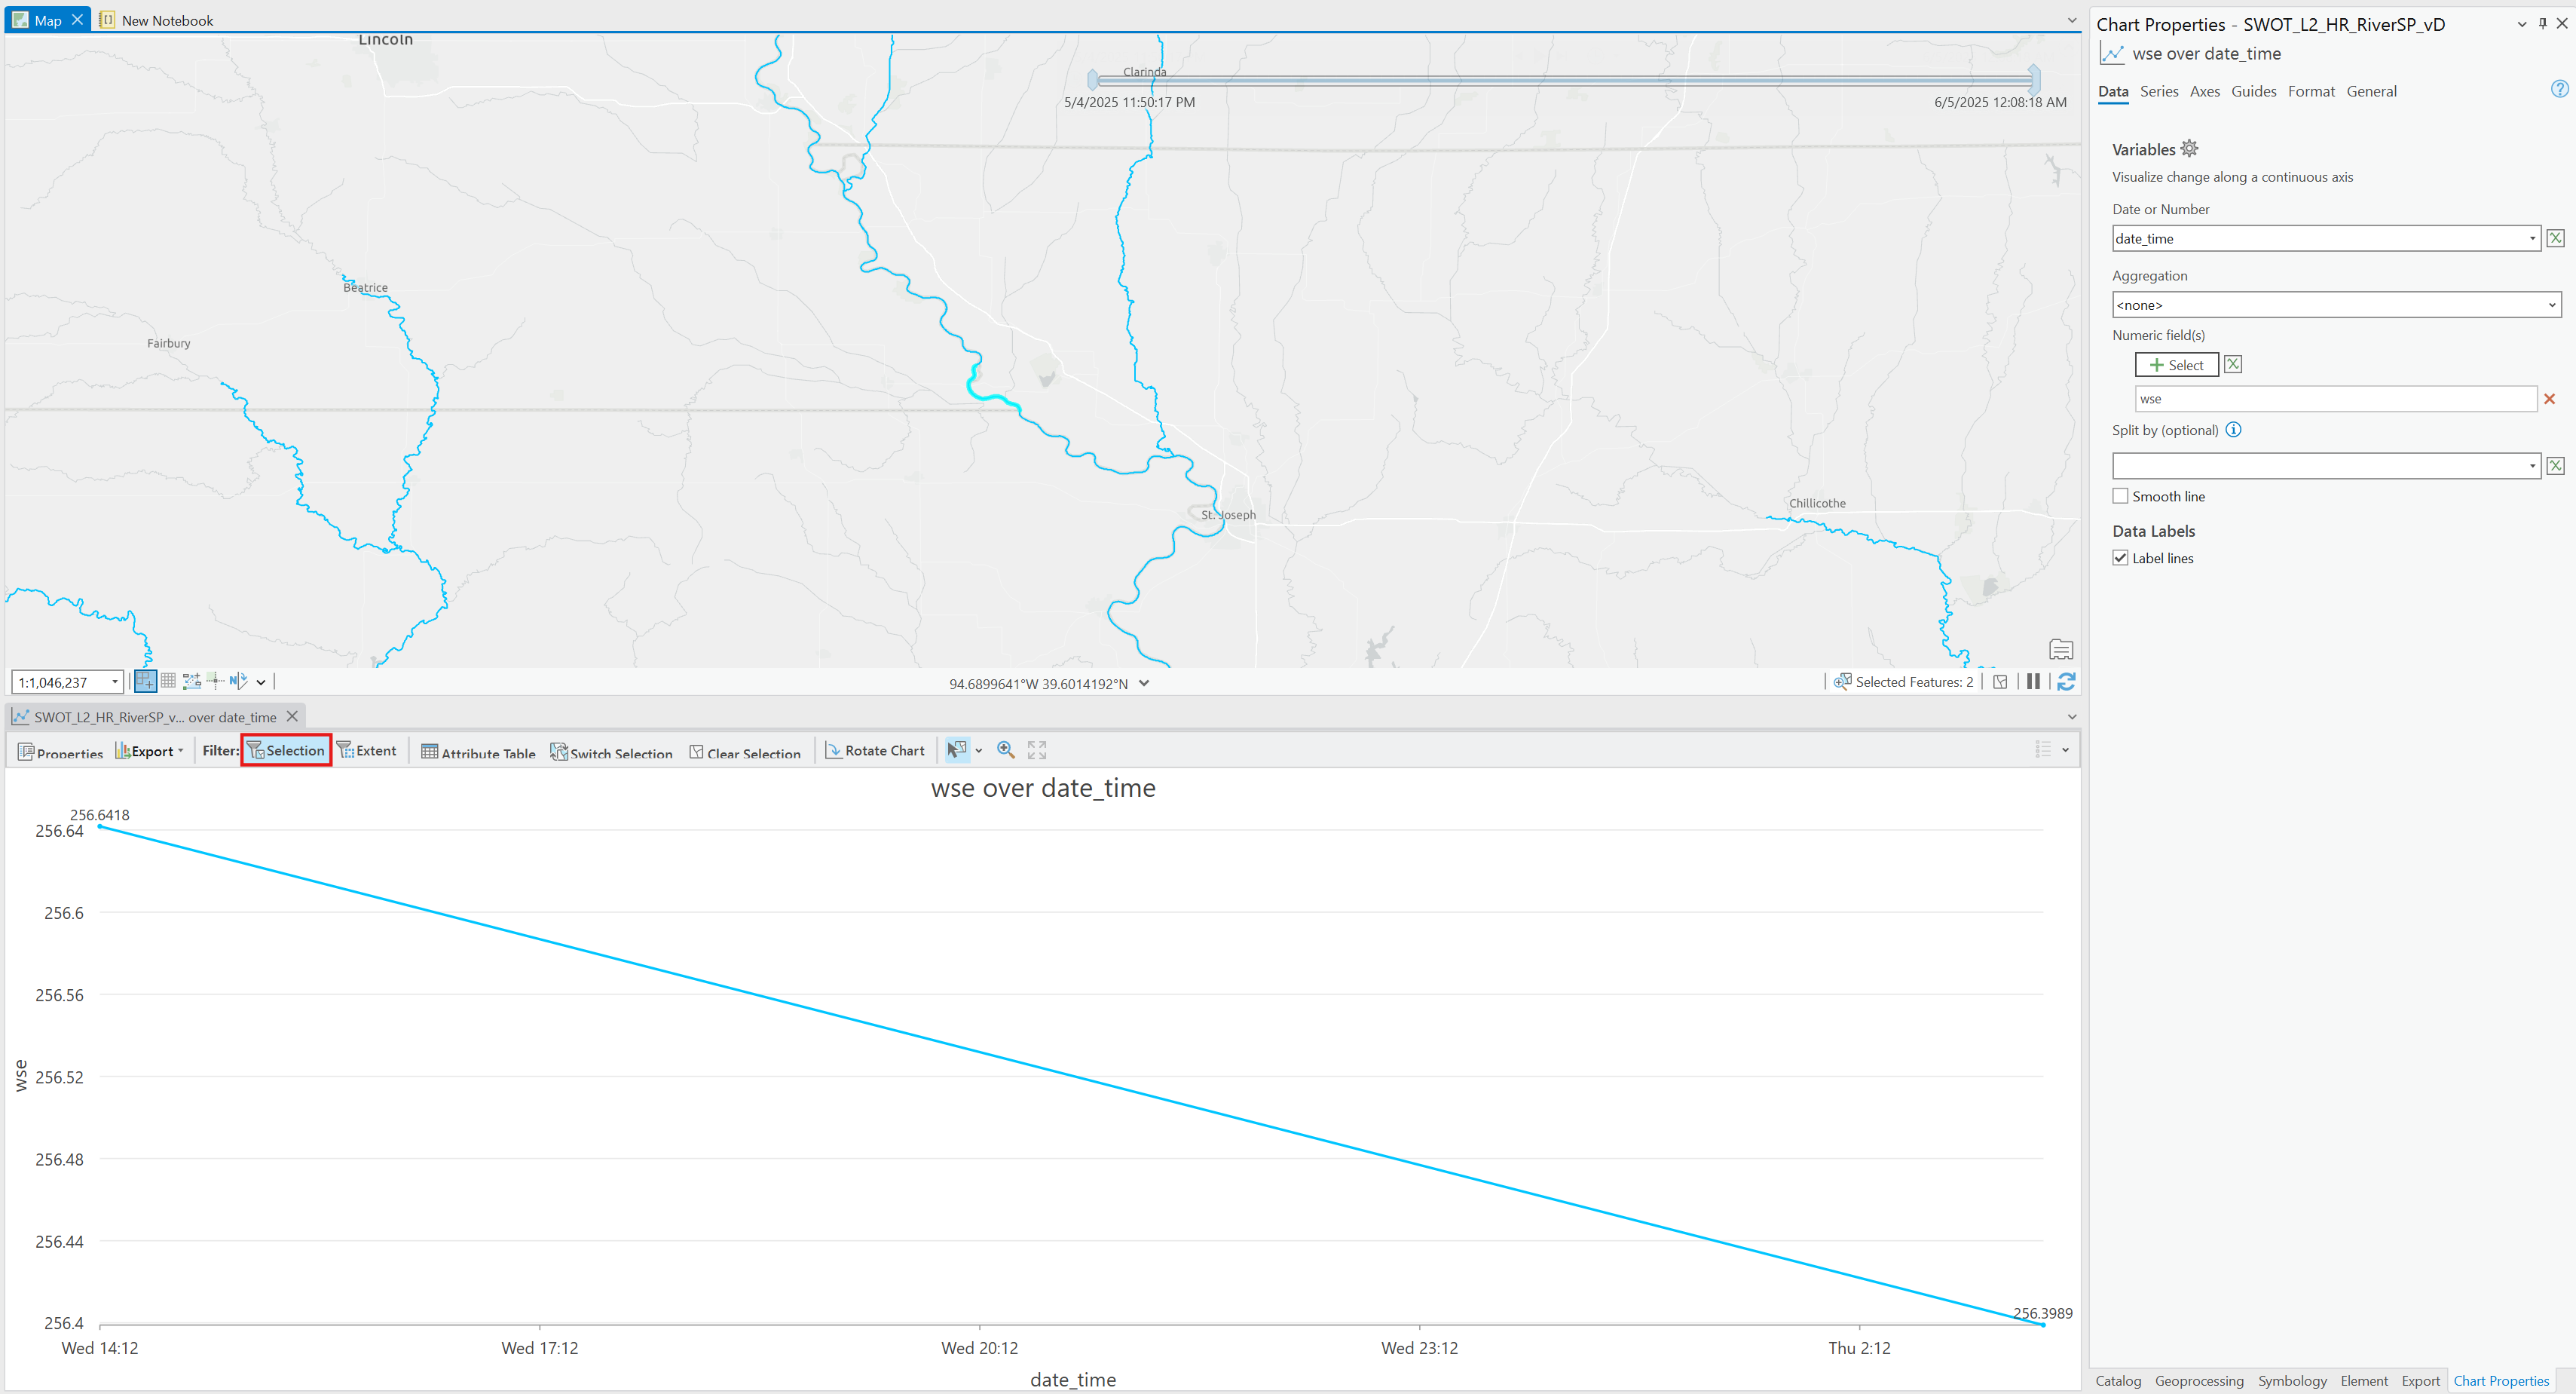 Map
New Notebook
Lincoln
Clarinda
5/4/2025 11:50:17 PM
6/5/2025 12:08:18 AM
Beatrice
Fairbury
Chillicothe
St. Joseph
1:1,046,237
94.6899641°W 39.6014192°N
Selected Features: 2
SWOT_L2_HR_RiverSP_v... over date_time
Properties Export Filter: Selection Extent Attribute Table Switch Selection Clear Selection Rotate Chart
wse over date_time
256.6418
256.64
256.6
256.56
256.52
wse
256.48
256.44
256.4
256.3989
Wed 14:12 Wed 17:12 Wed 20:12 Wed 23:12 Thu 2:12
date_time
Chart Properties - SWOT_L2_HR_RiverSP_vD
wse over date_time
Data Series Axes Guides Format General
Variables
Visualize change along a continuous axis
Date or Number
date_time
Aggregation
<none>
Numeric field(s)
Select
wse
Split by (optional)
Smooth line
Data Labels
Label lines
Catalog Geoprocessing Symbology Element Export Chart Properties